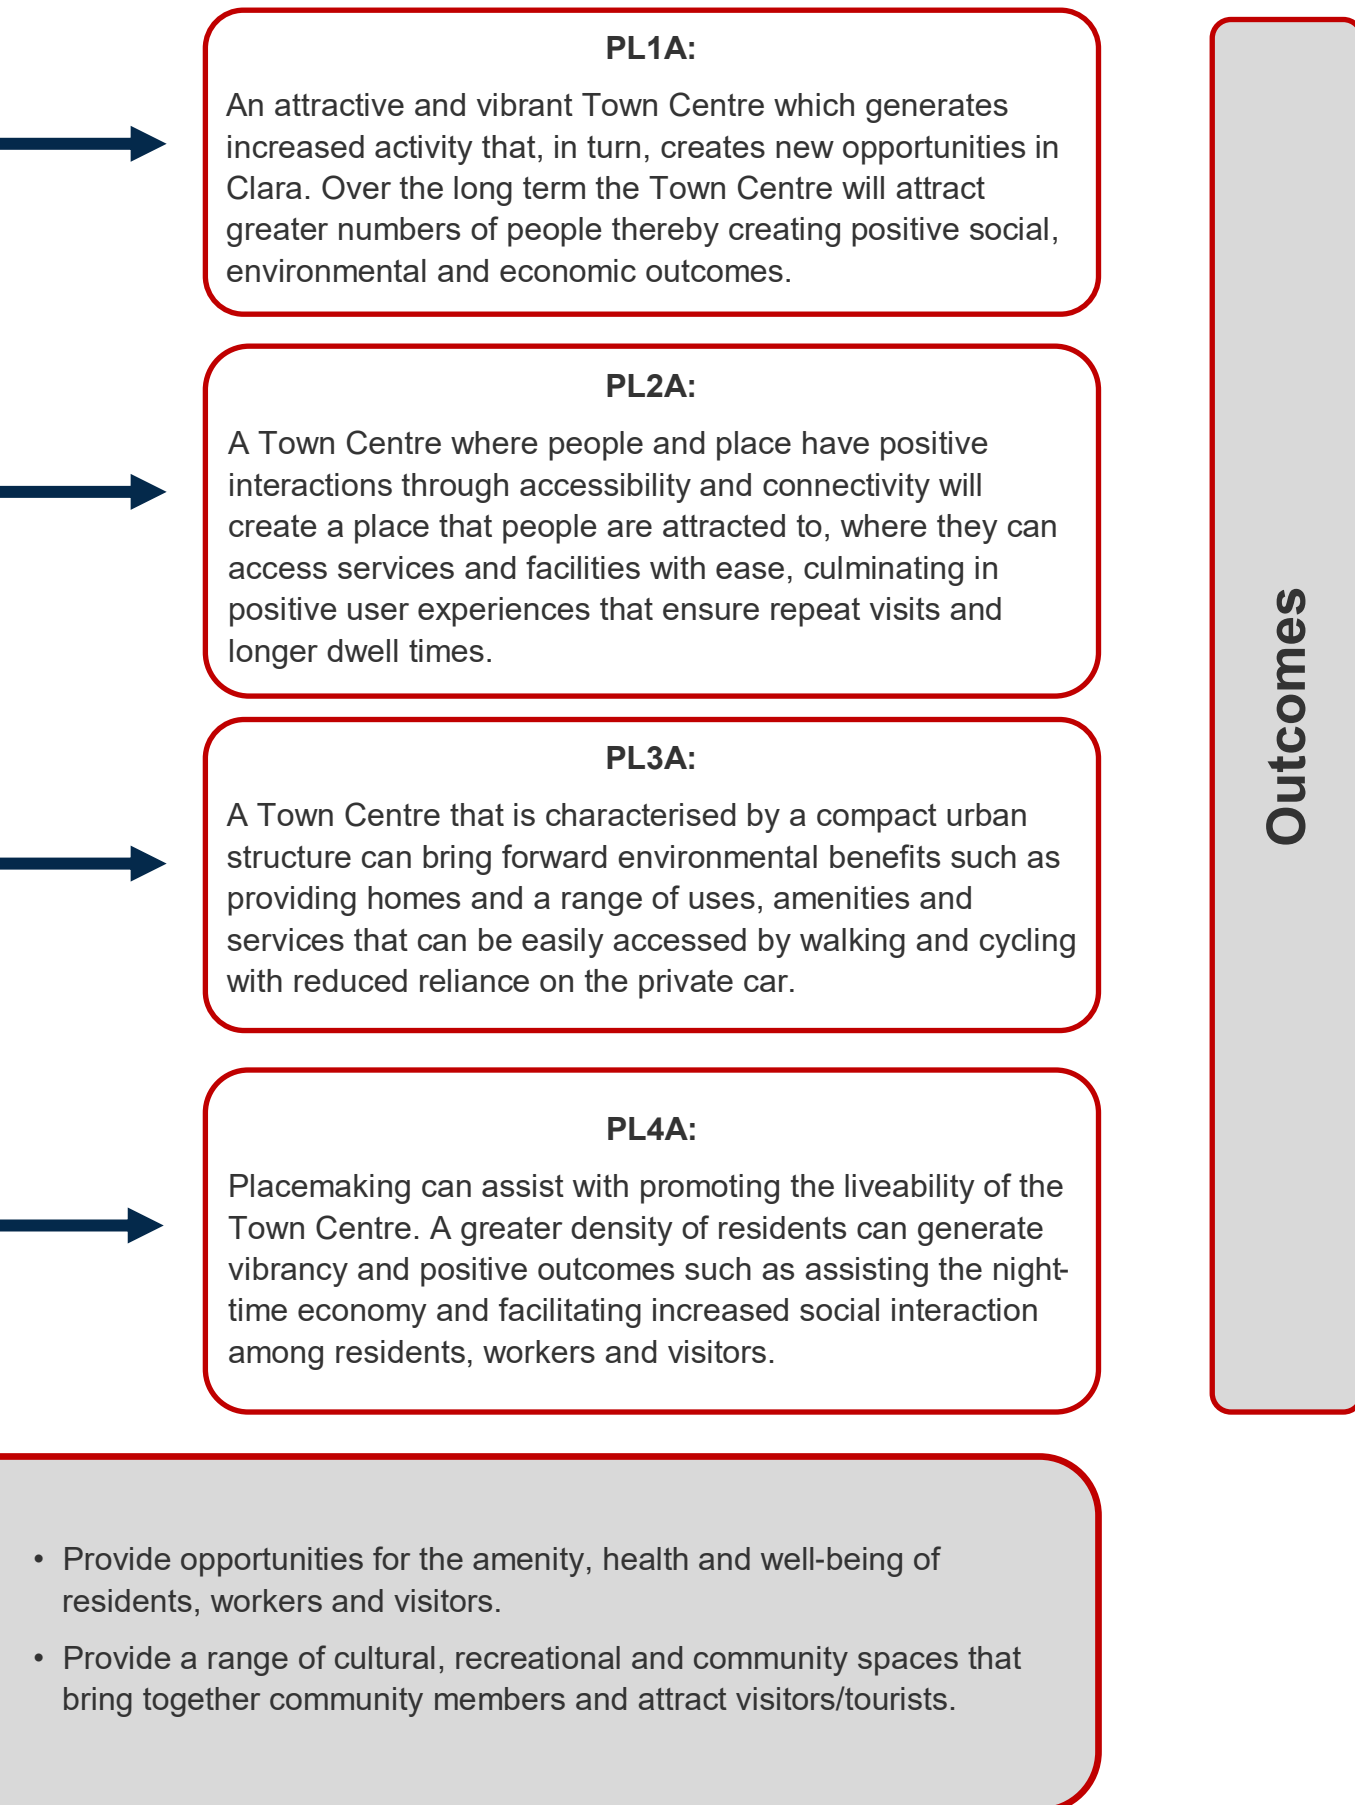 PL1A:
An attractive and vibrant Town Centre which generates
increased activity that, in turn, creates new opportunities in
Clara. Over the long term the Town Centre will attract
greater numbers of people thereby creating positive social,
environmental and economic outcomes.
PL2A:
A Town Centre where people and place have positive
interactions through accessibility and connectivity will
create a place that people are attracted to, where they can
access services and facilities with ease, culminating in
positive user experiences that ensure repeat visits and
longer dwell times.
PL3A:
A Town Centre that is characterised by a compact urban
structure can bring forward environmental benefits such as
providing homes and a range of uses, amenities and
services that can be easily accessed by walking and cycling
with reduced reliance on the private car.
PL4A:
Placemaking can assist with promoting the liveability of the
Town Centre. A greater density of residents can generate
vibrancy and positive outcomes such as assisting the night-
time economy and facilitating increased social interaction
among residents, workers and visitors.
Outcomes
• Provide opportunities for the amenity, health and well-being of
residents, workers and visitors.
• Provide a range of cultural, recreational and community spaces that
bring together community members and attract visitors/tourists.